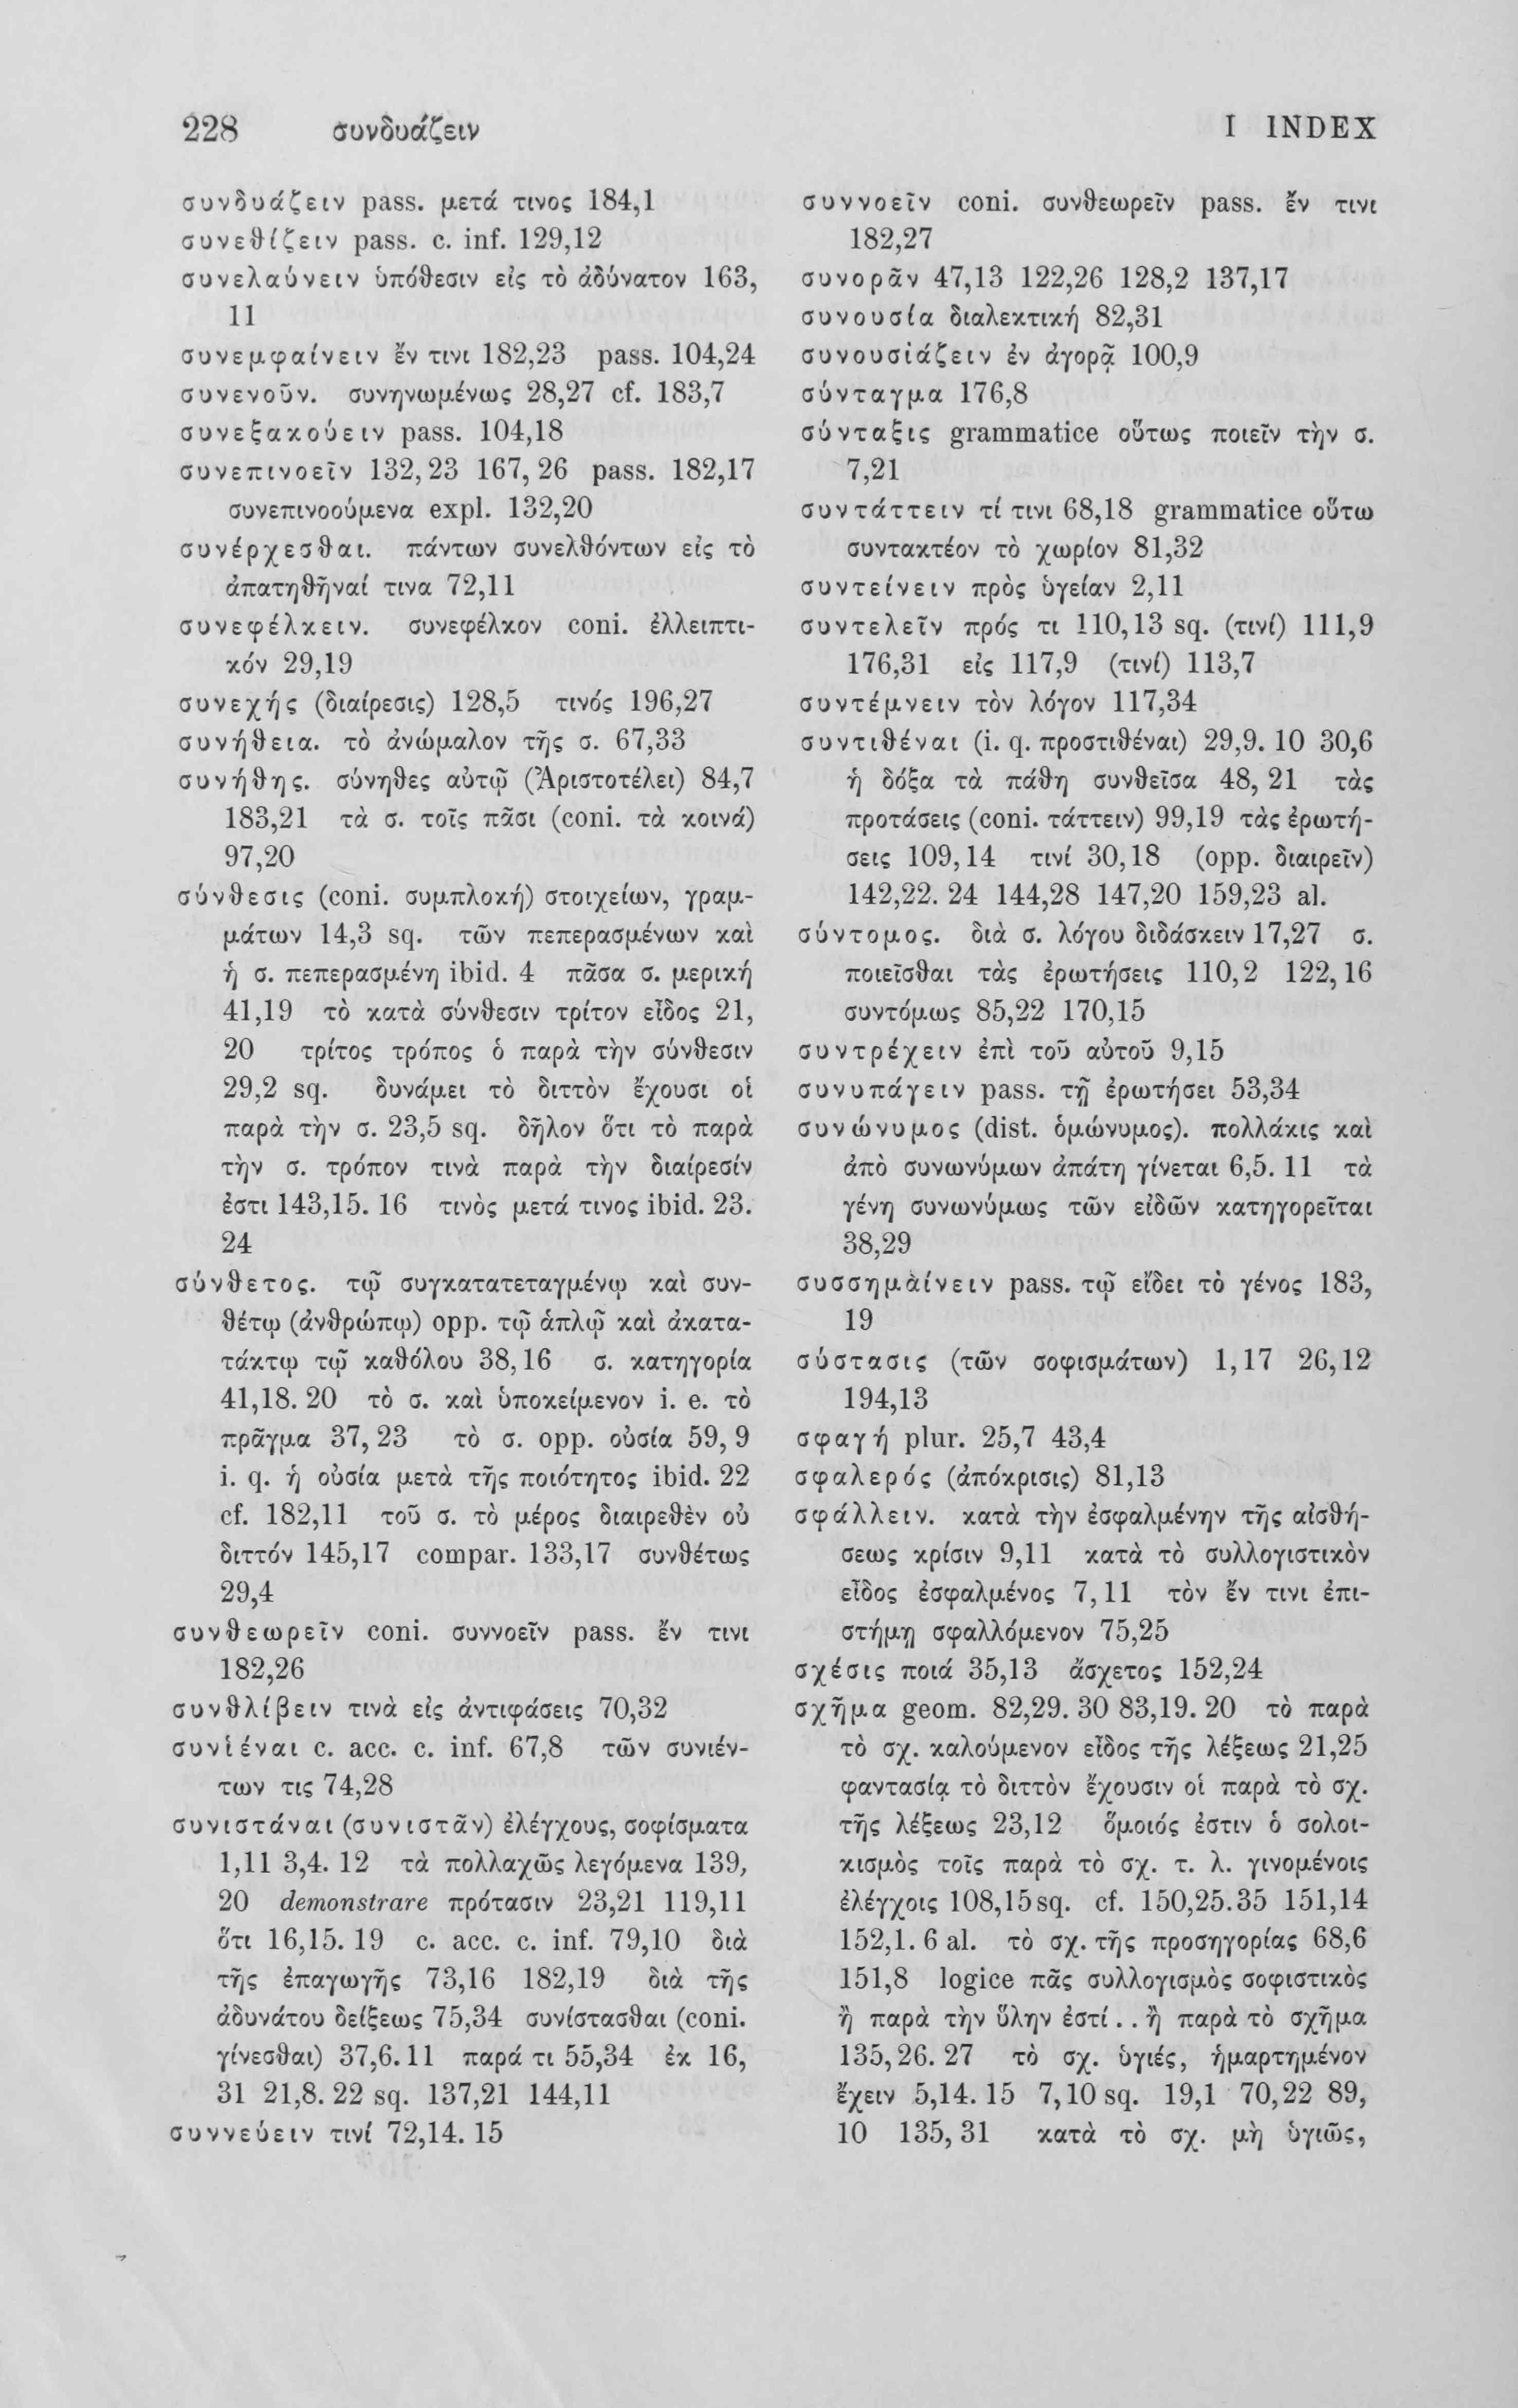 228 συνδυάζειν I INDEX
συνδυάζειν pass. μετά τινος 184,1
συνεθίζειν pass. c. inf. 129,12
συνελαύνειν ὑπόθεσιν εἰς τὸ ἀδύνατον 163,
11
συνεμφαίνειν ἔν τινι 182,23 pass. 104,24
συνενοῦν. συνηνωμένως 28,27 cf. 183,7
συνεξακούειν pass. 104,18
συνεπινοεῖν 132,23 167,26 pass. 182,17
συνεπινοούμενα expl. 132,20
συνέρχεσθαι. πάντων συνελθόντων εἰς τὸ
ἀπατηθῆναί τινα 72,11
συνεφέλκειν. συνεφέλκον coni. ἐλλειπτι-
κόν 29,19
συνεχής (διαίρεσις) 128,5 τινός 196,27
συνήθεια. τὸ ἀνώμαλον τῆς σ. 67,33
συνήθης. σύνηθες αὐτῷ (Ἀριστοτέλει) 84,7
183,21 τὰ σ. τοῖς πᾶσι (coni. τὰ κοινά)
97,20
σύνθεσις (coni. συμπλοκή) στοιχείων, γραμ-
μάτων 14,3 sq. τῶν πεπερασμένων καὶ
ἡ σ. πεπερασμένη ibid. 4 πᾶσα σ. μερική
41,19 τὸ κατὰ σύνθεσιν τρίτον εἶδος 21,
20 τρίτος τρόπος ὁ παρὰ τὴν σύνθεσιν
29,2 sq. δυνάμει τὸ διττὸν ἔχουσι οἱ
παρὰ τὴν σ. 23,5 sq. δῆλον ὅτι τὸ παρὰ
τὴν σ. τρόπον τινὰ παρὰ τὴν διαίρεσίν
ἐστι 143,15. 16 τινὸς μετά τινος ibid. 23.
24
σύνθετος. τῷ συγκατατεταγμένῳ καὶ συν-
θέτῳ (ἀνθρώπῳ) opp. τῷ ἁπλῷ καὶ ἀκατα-
τάκτῳ τῷ καθόλου 38,16 σ. κατηγορία
41,18. 20 τὸ σ. καὶ ὑποκείμενον i. e. τὸ
πρᾶγμα 37,23 τὸ σ. opp. οὐσία 59,9
i. q. ἡ οὐσία μετὰ τῆς ποιότητος ibid. 22
cf. 182,11 τοῦ σ. τὸ μέρος διαιρεθὲν οὐ
διττόν 145,17 compar. 133,17 συνθέτως
29,4
συνθεωρεῖν coni. συννοεῖν pass. ἔν τινι
182,26
συνθλίβειν τινὰ εἰς ἀντιφάσεις 70,32
συνιέναι c. acc. c. inf. 67,8 τῶν συνιέν-
των τις 74,28
συνιστάναι (συνιστᾶν) ἐλέγχους, σοφίσματα
1,11 3,4. 12 τὰ πολλαχῶς λεγόμενα 139,
20 demonstrare πρότασιν 23,21 119,11
ὅτι 16,15. 19 c. acc. c. inf. 79,10 διὰ
τῆς ἐπαγωγῆς 73,16 182,19 διὰ τῆς
ἀδυνάτου δείξεως 75,34 συνίστασθαι (coni.
γίνεσθαι) 37,6. 11 παρά τι 55,34 ἐκ 16,
31 21,8. 22 sq. 137,21 144,11
συννεύειν τινί 72,14. 15
συννοεῖν coni. συνθεωρεῖν pass. ἔν τινι
182,27
συνορᾶν 47,13 122,26 128,2 137,17
συνουσία διαλεκτική 82,31
συνουσιάζειν ἐν ἀγορᾷ 100,9
σύνταγμα 176,8
σύνταξις grammatice οὕτως ποιεῖν τὴν σ.
7,21
συντάττειν τί τινι 68,18 grammatice οὕτω
συντακτέον τὸ χωρίον 81,32
συντείνειν πρὸς ὑγείαν 2,11
συντελεῖν πρός τι 110,13 sq. (τινί) 111,9
176,31 εἰς 117,9 (τινί) 113,7
συντέμνειν τὸν λόγον 117,34
συντιθέναι (i. q. προστιθέναι) 29,9. 10 30,6
ἡ δόξα τὰ πάθη συνθεῖσα 48,21 τὰς
προτάσεις (coni. τάττειν) 99,19 τὰς ἐρωτή-
σεις 109,14 τινί 30,18 (opp. διαιρεῖν)
142,22. 24 144,28 147,20 159,23 al.
σύντομος. διὰ σ. λόγου διδάσκειν 17,27 σ.
ποιεῖσθαι τὰς ἐρωτήσεις 110,2 122,16
συντόμως 85,22 170,15
συντρέχειν ἐπὶ τοῦ αὐτοῦ 9,15
συνυπάγειν pass. τῇ ἐρωτήσει 53,34
συνώνυμος (dist. ὁμώνυμος). πολλάκις καὶ
ἀπὸ συνωνύμων ἀπάτη γίνεται 6,5. 11 τὰ
γένη συνωνύμως τῶν εἰδῶν κατηγορεῖται
38,29
συσσημαίνειν pass. τῷ εἴδει τὸ γένος 183,
19
σύστασις (τῶν σοφισμάτων) 1,17 26,12
194,13
σφαγή plur. 25,7 43,4
σφαλερός (ἀπόκρισις) 81,13
σφάλλειν. κατὰ τὴν ἐσφαλμένην τῆς αἰσθή-
σεως κρίσιν 9,11 κατὰ τὸ συλλογιστικὸν
εἶδος ἐσφαλμένος 7,11 τὸν ἔν τινι ἐπι-
στήμῃ σφαλλόμενον 75,25
σχέσις ποιά 35,13 ἄσχετος 152,24
σχῆμα geom. 82,29. 30 83,19. 20 τὸ παρὰ
τὸ σχ. καλούμενον εἶδος τῆς λέξεως 21,25
φαντασίᾳ τὸ διττὸν ἔχουσιν οἱ παρὰ τὸ σχ.
τῆς λέξεως 23,12 ὅμοιός ἐστιν ὁ σολοι-
κισμὸς τοῖς παρὰ τὸ σχ. τ. λ. γινομένοις
ἐλέγχοις 108,15 sq. cf. 150,25. 35 151,14
152,1. 6 al. τὸ σχ. τῆς προσηγορίας 68,6
151,8 logice πᾶς συλλογισμὸς σοφιστικὸς
ἢ παρὰ τὴν ὕλην ἐστί . . ἢ παρὰ τὸ σχῆμα
135,26. 27 τὸ σχ. ὑγιές, ἡμαρτημένον
ἔχειν 5,14. 15 7,10 sq. 19,1 70,22 89,
10 135,31 κατὰ τὸ σχ. μὴ ὑγιῶς,